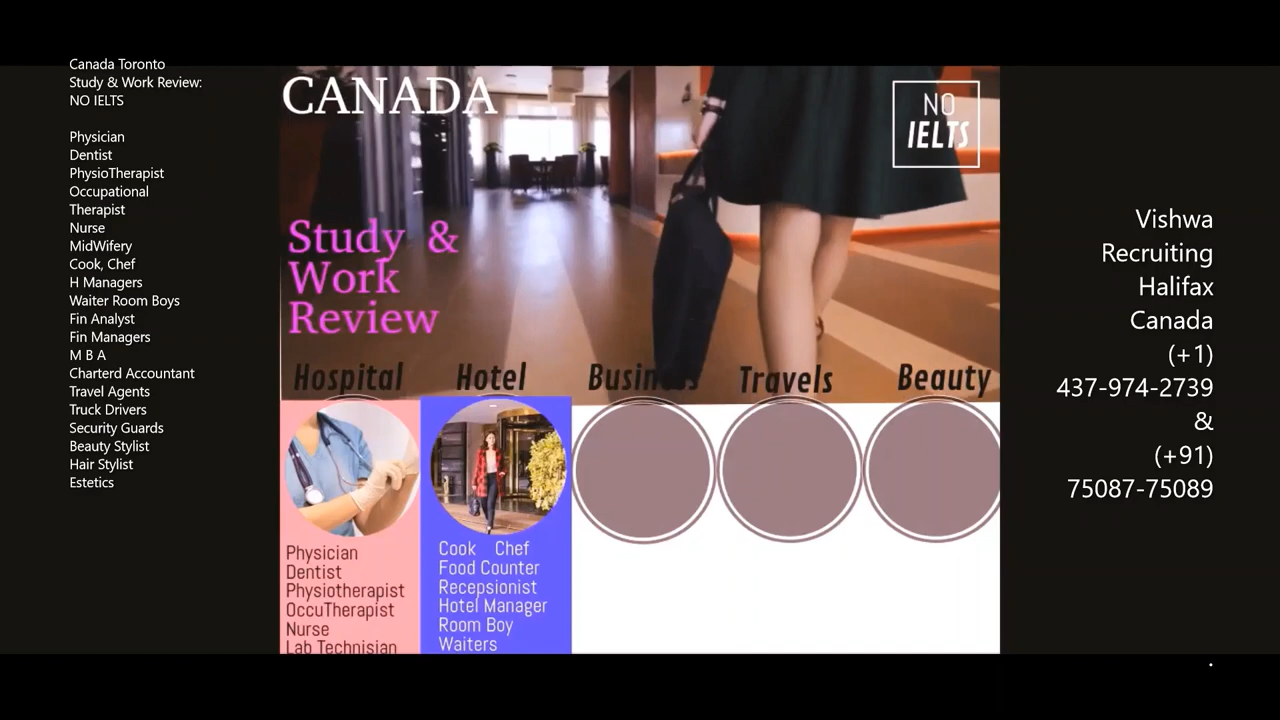 Canada Toronto
Study & Work Review:
NO IELTS
Physician
Dentist
PhysioTherapist
Occupational
Therapist
Nurse
MidWifery
Cook, Chef
H Managers
Waiter Room Boys
Fin Analyst
Fin Managers
M B A
Charterd Accountant
Travel Agents
Truck Drivers
Security Guards
Beauty Stylist
Hair Stylist
Estetics
CANADA
NO
IELTS
Study &
Work
Review
Hospital Hotel Business Travels Beauty
Physician
Dentist
Physiotherapist
OccuTherapist
Nurse
Lab Technisian
Cook Chef
Food Counter
Recepsionist
Hotel Manager
Room Boy
Waiters
Vishwa
Recruiting
Halifax
Canada
(+1)
437-974-2739
&
(+91)
75087-75089
.